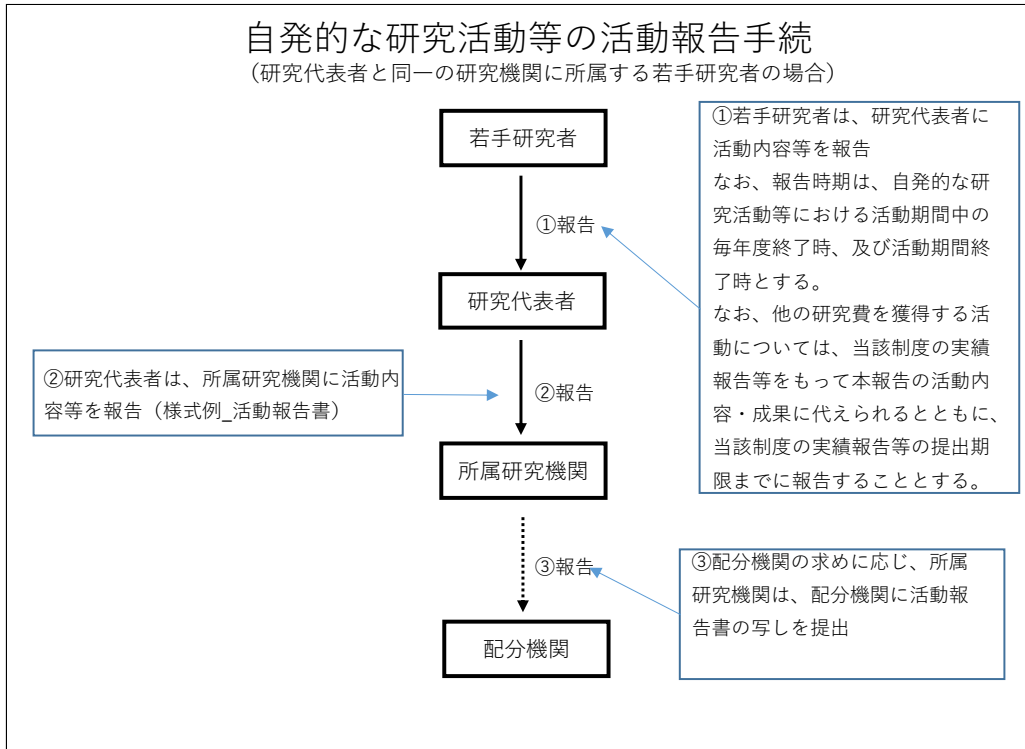 自発的な研究活動等の活動報告手続
（研究代表者と同一の研究機関に所属する若手研究者の場合）
若手研究者
①若手研究者は、研究代表者に
活動内容等を報告
なお、報告時期は、自発的な研
究活動等における活動期間中の
毎年度終了時、及び活動期間終
了時とする。
なお、他の研究費を獲得する活
動については、当該制度の実績
報告等をもって本報告の活動内
容・成果に代えられるとともに、
当該制度の実績報告等の提出期
限までに報告することとする。
①報告
研究代表者
②研究代表者は、所属研究機関に活動内
容等を報告（様式例_活動報告書）
②報告
所属研究機関
③報告
③配分機関の求めに応じ、所属
研究機関は、配分機関に活動報
告書の写しを提出
配分機関